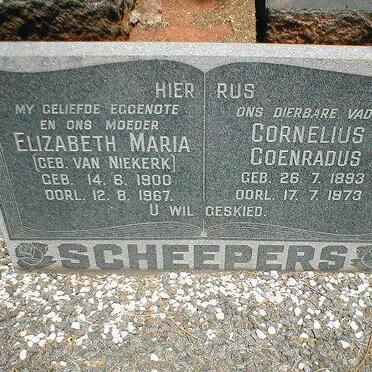 HIER RUS
MY GELIEFDE EGGENOTE
EN ONS MOEDER
ELIZABETH MARIA
(GEB. VAN NIEKERK)
GEB. 14. 6. 1900
OORL. 12. 8. 1967
ONS DIERBARE VAD
CORNELIUS
COENRADUS
GEB. 26. 7. 1893
OORL. 17. 7. 1973
U WIL GESKIED.
SCHEEPERS